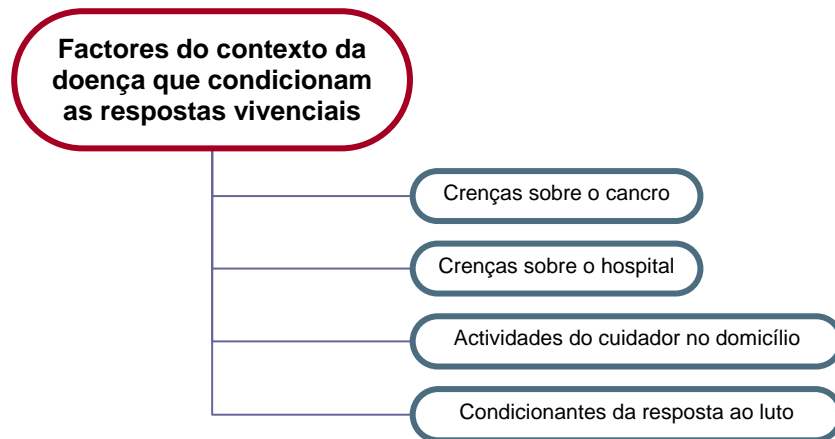 Factores do contexto da
doença que condicionam
as respostas vivenciais
Crenças sobre o cancro
Crenças sobre o hospital
Actividades do cuidador no domicílio
Condicionantes da resposta ao luto